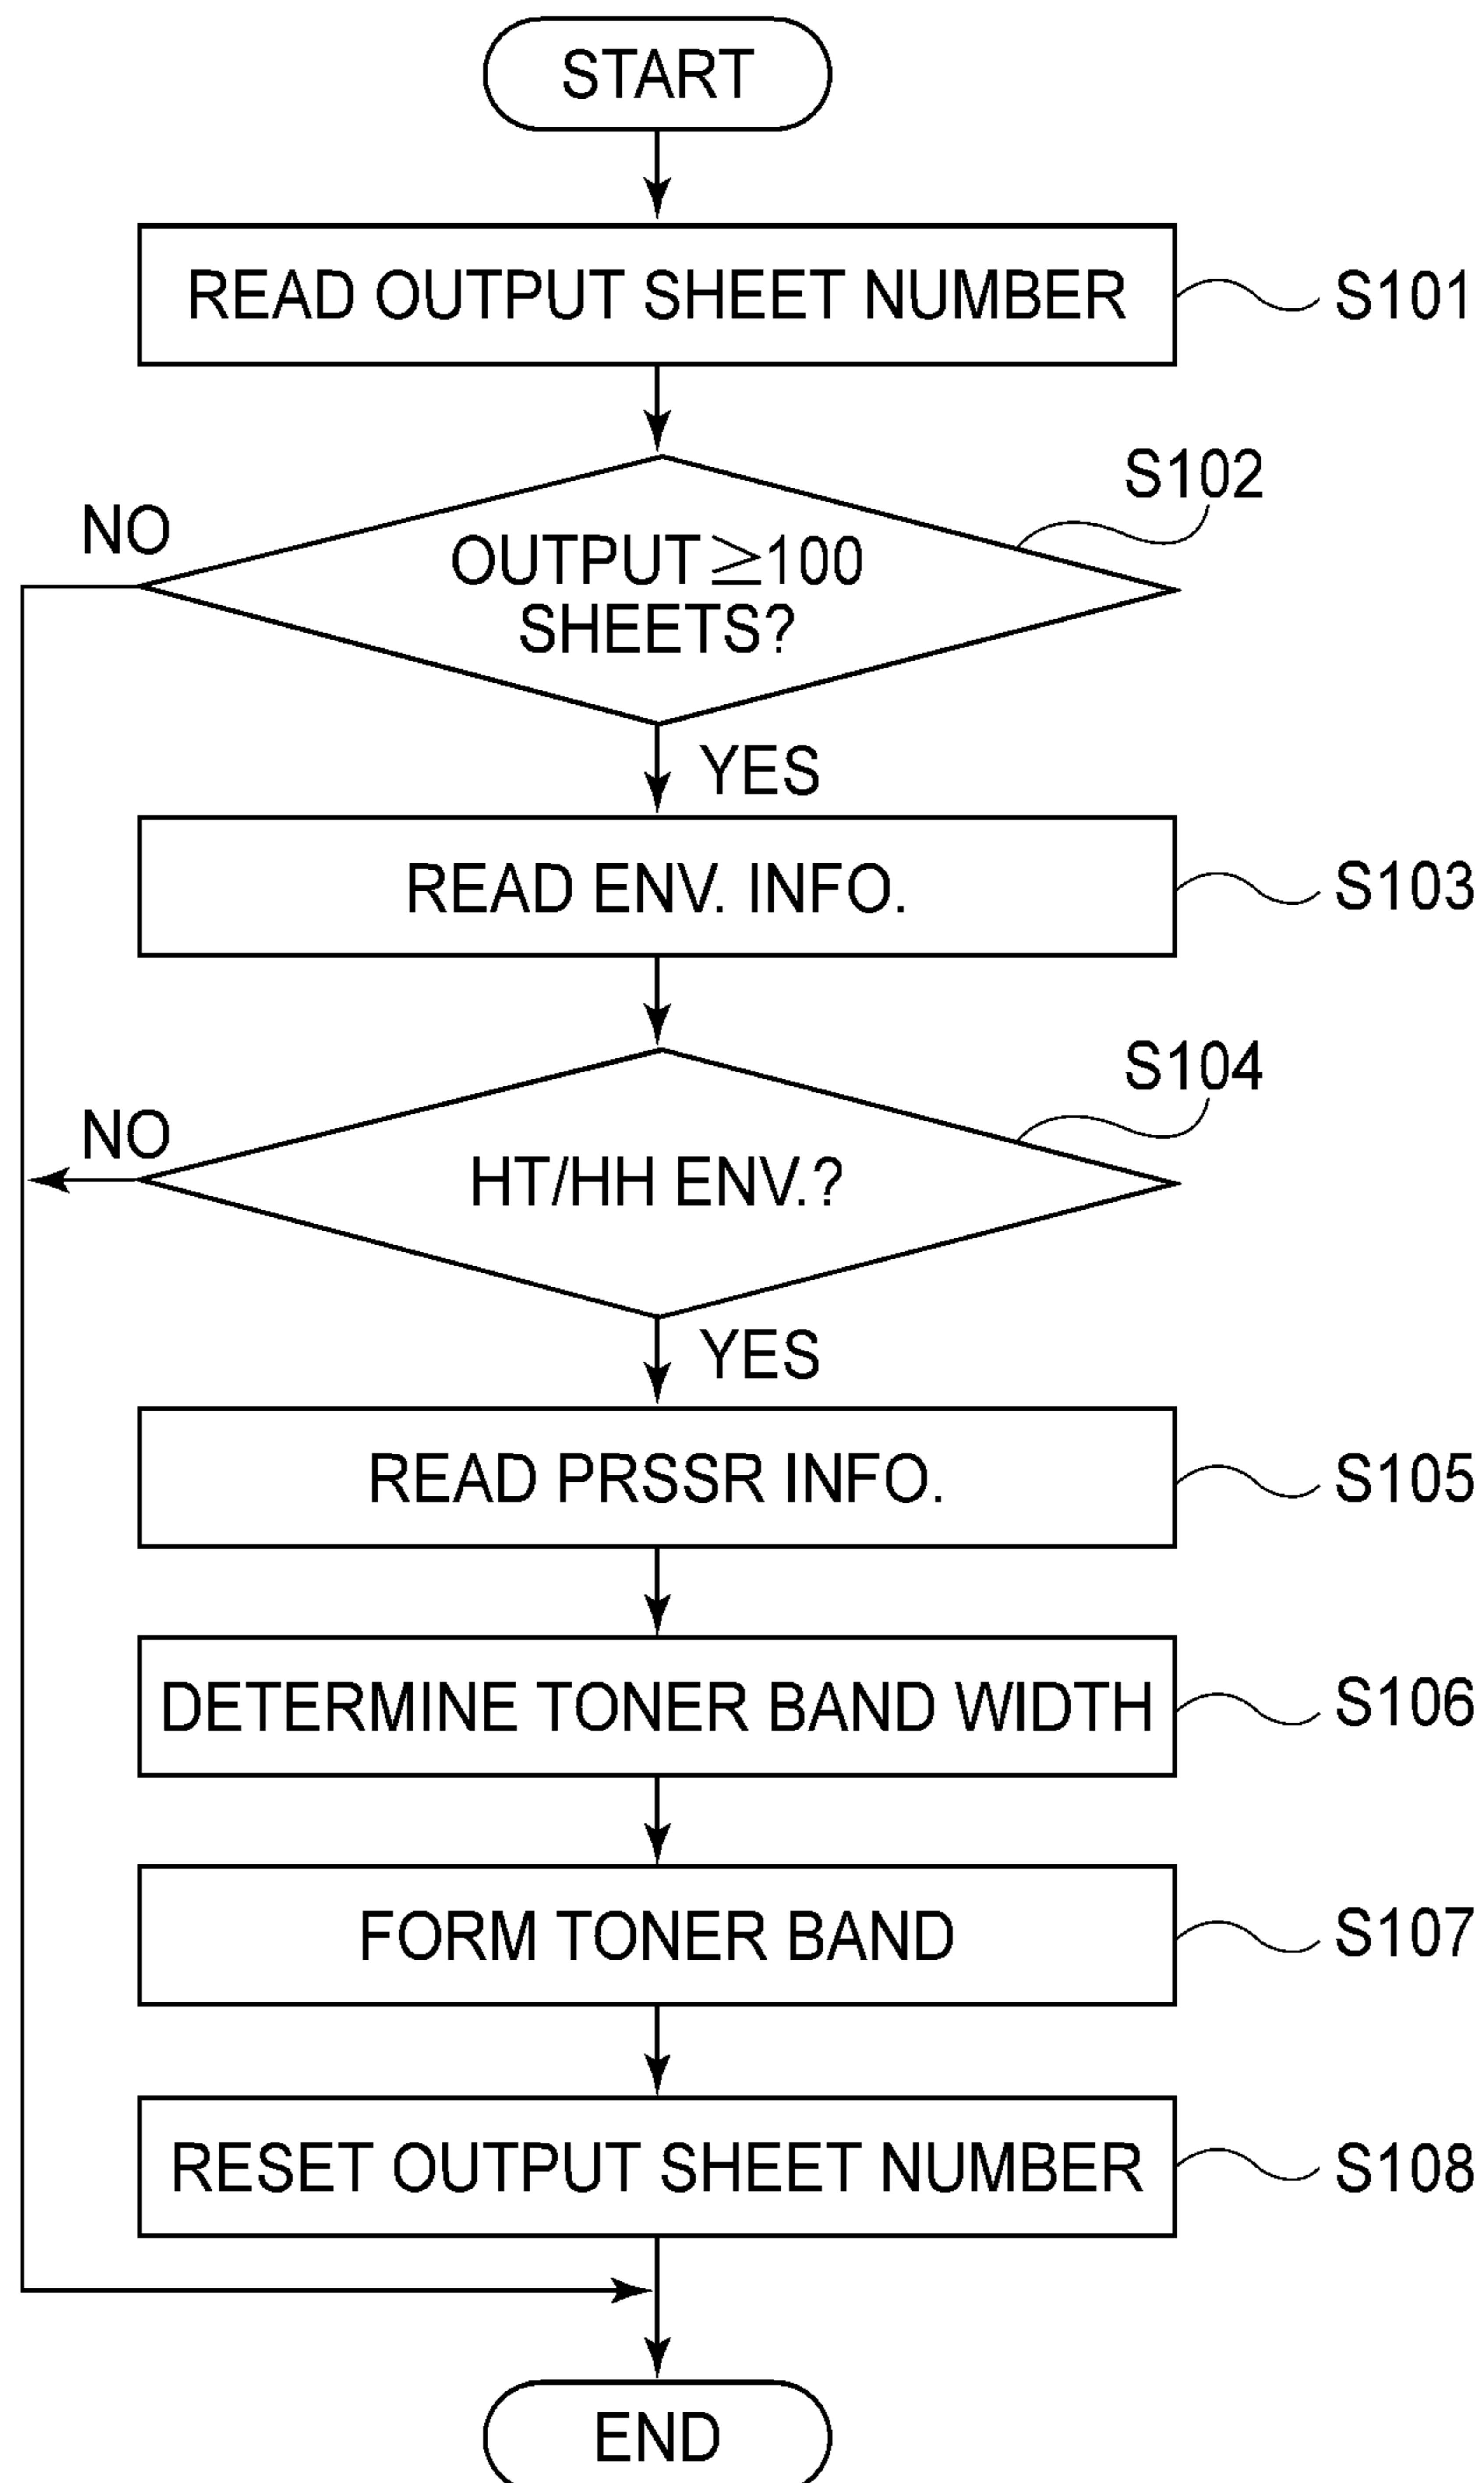 START
READ OUTPUT SHEET NUMBER
S101
S102
NO
OUTPUT≧100
SHEETS?
YES
READ ENV. INFO.
S103
S104
NO
HT/HH ENV.?
YES
READ PRSSR INFO.
S105
DETERMINE TONER BAND WIDTH
S106
FORM TONER BAND
S107
RESET OUTPUT SHEET NUMBER
S108
END